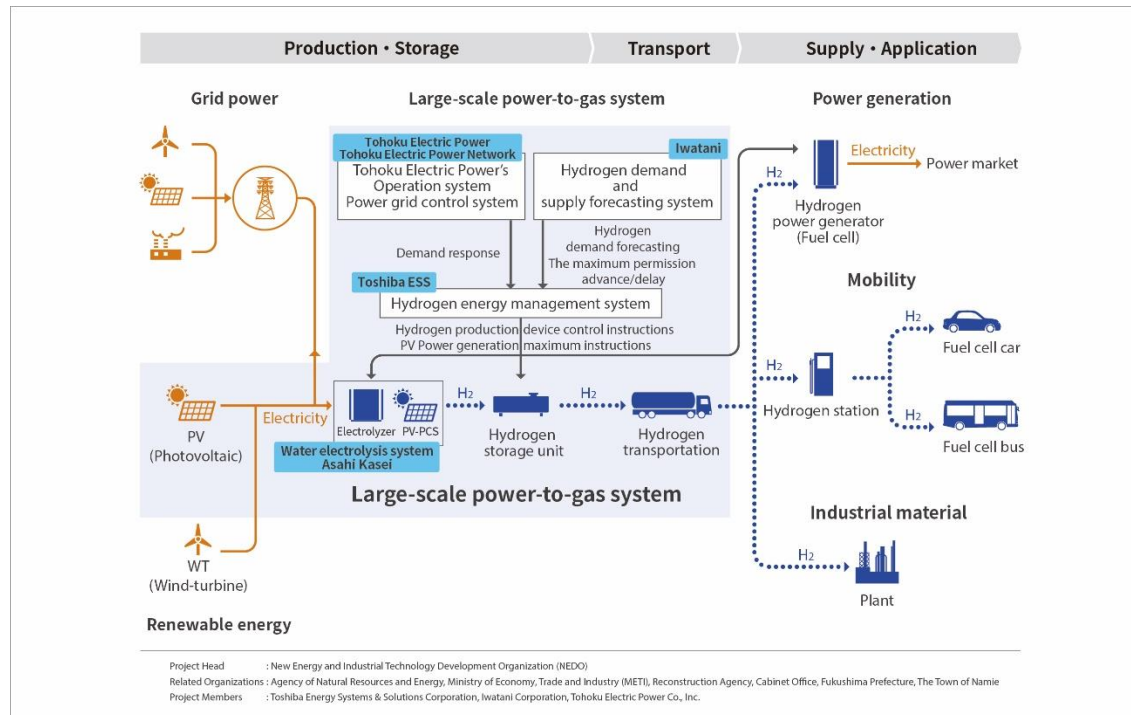 Production・Storage
Transport
Supply・Application
Grid power
Large-scale power-to-gas system
Power generation
Tohoku Electric Power
Tohoku Electric Power Network
Tohoku Electric Power's
Operation system
Power grid control system
Iwatani
Hydrogen demand
and
supply forecasting system
H₂
Electricity
Power market
Hydrogen
power generator
(Fuel cell)
H₂
Demand response
Hydrogen
demand forecasting
The maximum permission
advance/delay
Toshiba ESS
Hydrogen energy management system
Hydrogen production device control instructions
PV Power generation maximum instructions
Mobility
H₂
Fuel cell car
PV
(Photovoltaic)
Electricity
Electrolyzer
PV-PCS
Water electrolysis system
Asahi Kasei
H₂
Hydrogen
storage unit
H₂
Hydrogen
transportation
H₂
Hydrogen station
H₂
Fuel cell bus
Large-scale power-to-gas system
Industrial material
WT
(Wind-turbine)
H₂
Plant
Renewable energy
Project Head : New Energy and Industrial Technology Development Organization (NEDO)
Related Organizations : Agency of Natural Resources and Energy, Ministry of Economy, Trade and Industry (METI), Reconstruction Agency, Cabinet Office, Fukushima Prefecture, The Town of Namie
Project Members : Toshiba Energy Systems & Solutions Corporation, Iwatani Corporation, Tohoku Electric Power Co., Inc.